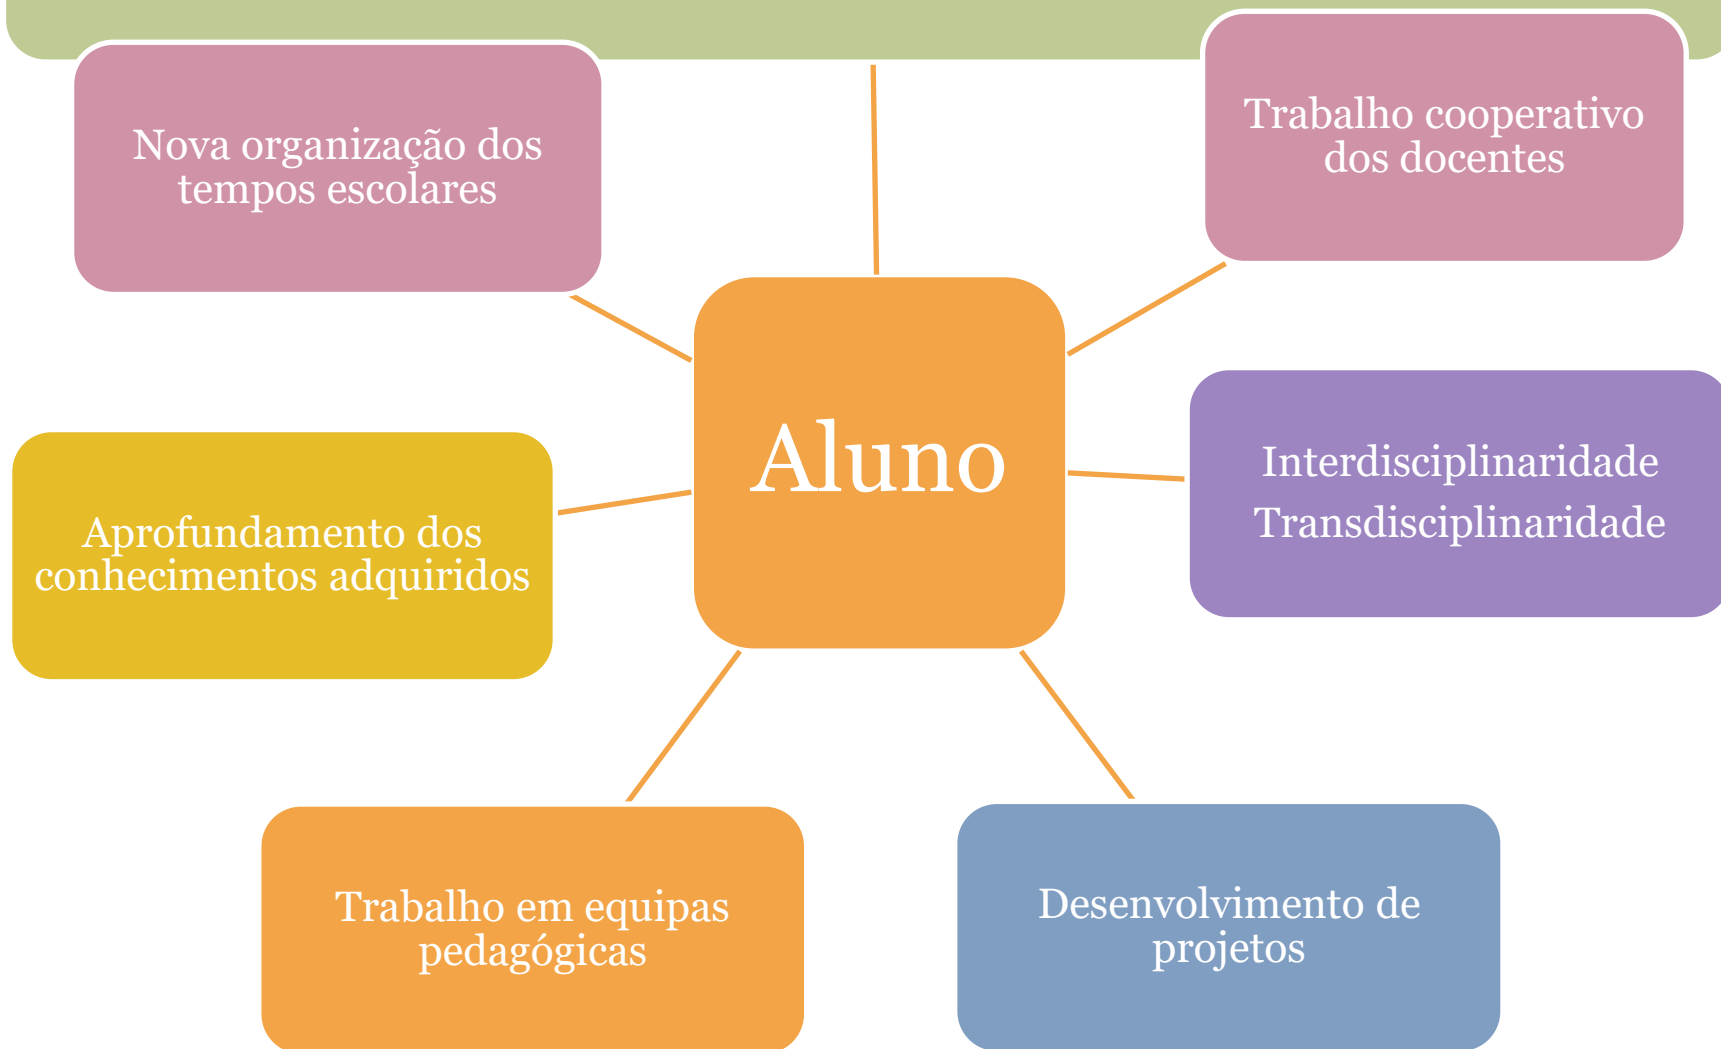 Nova organização dos
tempos escolares
Trabalho cooperativo
dos docentes
Aluno
Interdisciplinaridade
Transdisciplinaridade
Aprofundamento dos
conhecimentos adquiridos
Trabalho em equipas
pedagógicas
Desenvolvimento de
projetos